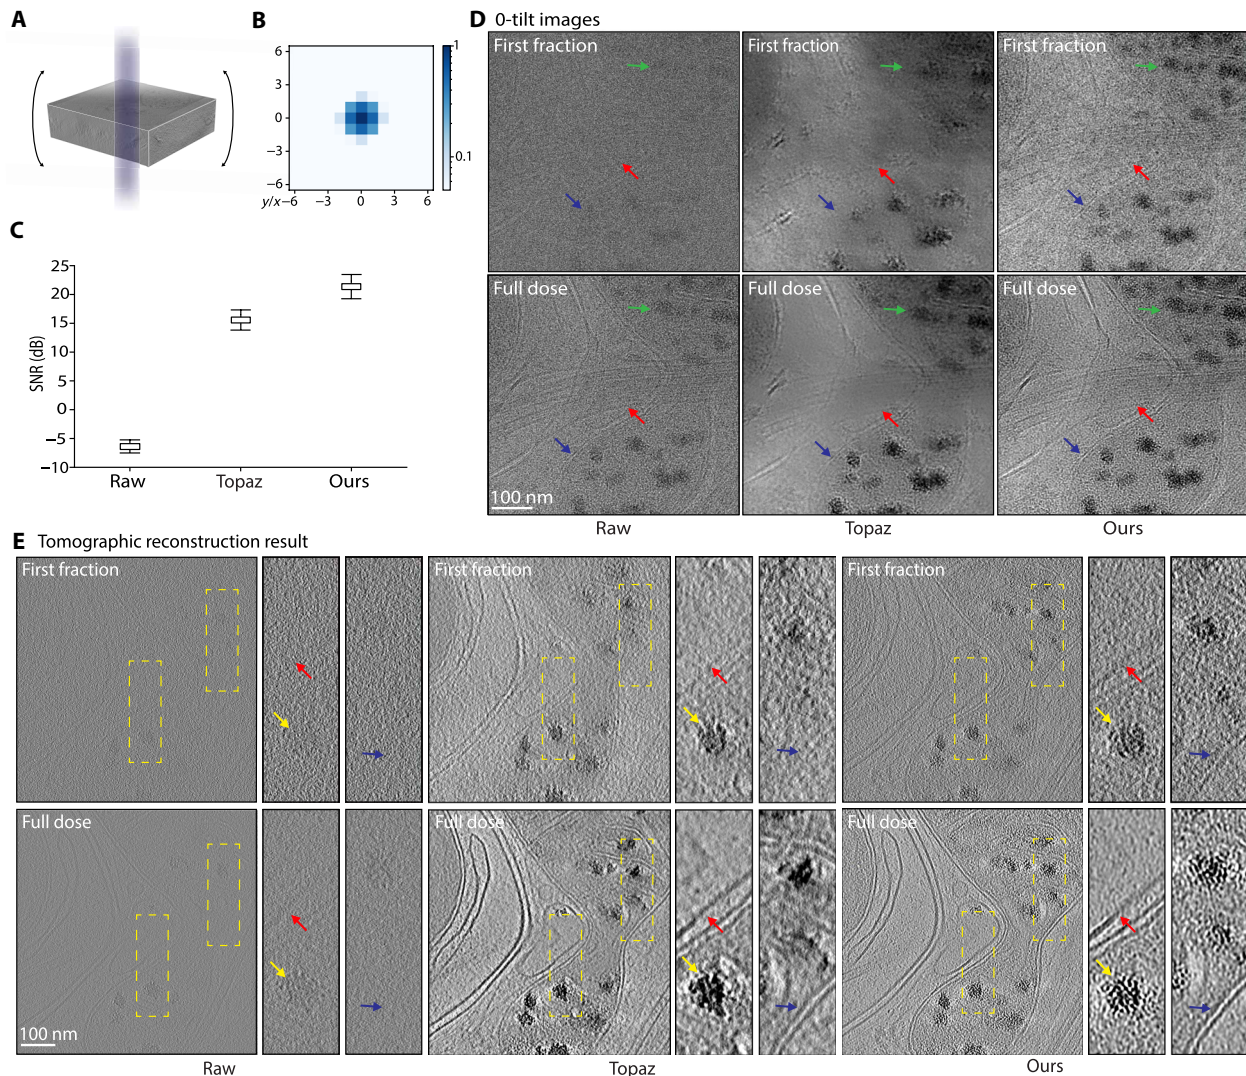 A
B
6
3
0
−3
−6
y/x−6
−3
0
3
6
1
0.1
C
25
20
15
10
5
0
−5
−10
SNR (dB)
Raw
Topaz
Ours
D 0-tilt images
First fraction
First fraction
First fraction
Full dose
Full dose
Full dose
100 nm
Raw
Topaz
Ours
E Tomographic reconstruction result
First fraction
First fraction
First fraction
Full dose
Full dose
Full dose
100 nm
Raw
Topaz
Ours